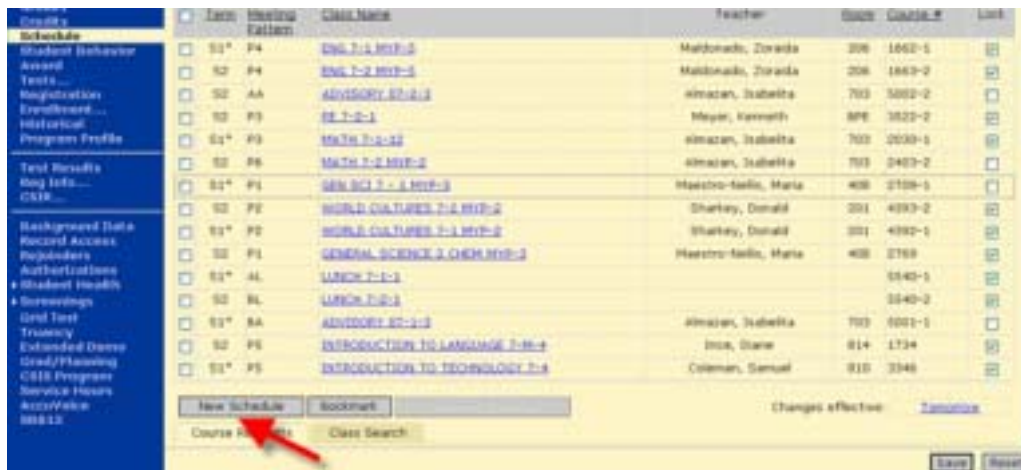 Credits
Schedule
Student Behavior
Award
Tests...
Registration
Enrollment...
Historical
Program Profile
Test Results
Reg Info...
CSIR...
Background Data
Record Access
Rejoinders
Authorizations
Student Health
Screenings
Grid Test
Truancy
Extended Demo
Grad/Planning
CSIR Program
Service Hours
AccuVoice
Term Meeting Pattern Class Name Teacher Room Course # Lock
S1* P4 ENG 7-1 MYP-5 Maldonado, Zoraida 206 1662-1
S2 P4 ENG 7-2 MYP-5 Maldonado, Zoraida 206 1663-2
S2 AA ADVISORY 07-2-3 Almazan, Isabelita 703 5002-2
S2 P3 PE 7-2-1 Meyer, Kenneth BPE 3522-2
S1* P3 MATH 7-1-12 Almazan, Isabelita 703 2030-1
S2 P6 MATH 7-2 MYP-2 Almazan, Isabelita 703 2403-2
S1* P1 GEN SCI 7 - 1 MYP-3 Maestro-Nellis, Maria 408 2709-1
S2 P2 WORLD CULTURES 7-2 MYP-2 Sharkey, Donald 201 4093-2
S1* P2 WORLD CULTURES 7-1 MYP-2 Sharkey, Donald 201 4092-1
S2 P1 GENERAL SCIENCE 2 CHEM MYP-3 Maestro-Nellis, Maria 408 2769
S1* AL LUNCH 7-1-1 5540-1
S2 BL LUNCH 7-2-1 5540-2
S1* BA ADVISORY 07-1-3 Almazan, Isabelita 703 5001-1
S2 P5 INTRODUCTION TO LANGUAGE 7-M-4 Diane 814 1734
S1* P5 INTRODUCTION TO TECHNOLOGY 7-4 Coleman, Samuel 810 3346
New Schedule Bookmark Changes effective: Tomorrow
Course Class Search
Save Reset